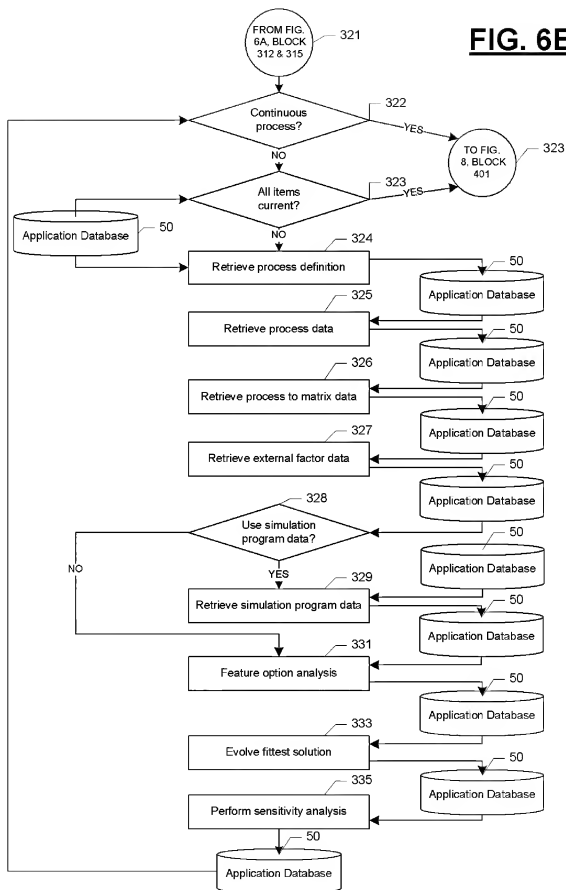 FIG. 6B
FROM FIG.
6A, BLOCK
312 & 315
321
322
Continuous
process?
YES
TO FIG.
8, BLOCK
401
323
NO
323
All items
current?
YES
50
Application Database
NO
324
Retrieve process definition
50
Application Database
325
Retrieve process data
50
Application Database
326
Retrieve process to matrix data
50
Application Database
327
Retrieve external factor data
50
Application Database
328
Use simulation
program data?
50
Application Database
NO
YES
329
Retrieve simulation program data
50
Application Database
331
Feature option analysis
50
Application Database
333
Evolve fittest solution
50
Application Database
335
Perform sensitivity analysis
50
Application Database